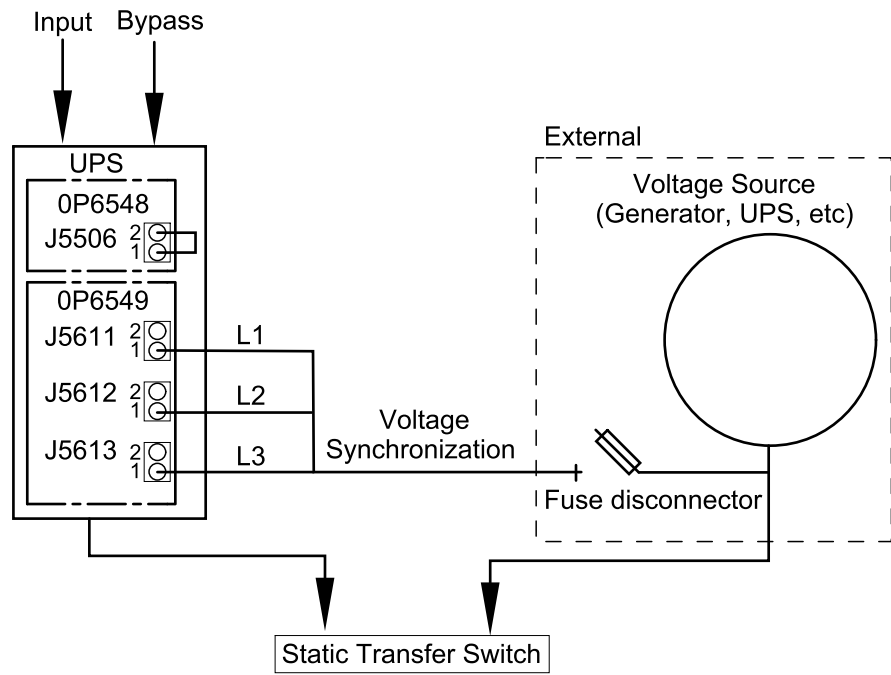 Input Bypass
UPS
0P6548
J5506 2
1
0P6549
J5611 2
1
L1
J5612 2
1
L2
J5613 2
1
L3
Voltage
Synchronization
External
Voltage Source
(Generator, UPS, etc)
Fuse disconnector
Static Transfer Switch